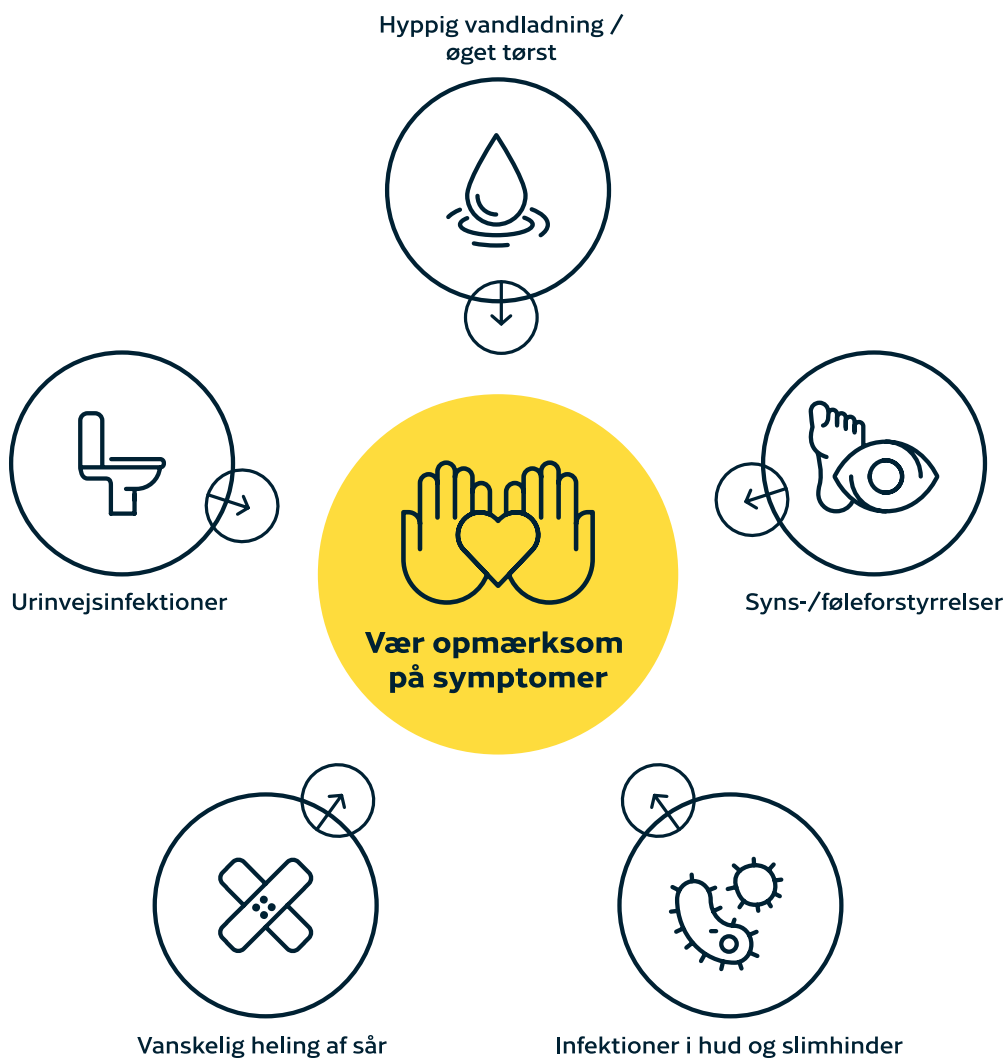 Hyppig vandladning /
øget tørst
Urinvejsinfektioner
Syns-/føleforstyrrelser
Vær opmærksom
på symptomer
Vanskelig heling af sår
Infektioner i hud og slimhinder